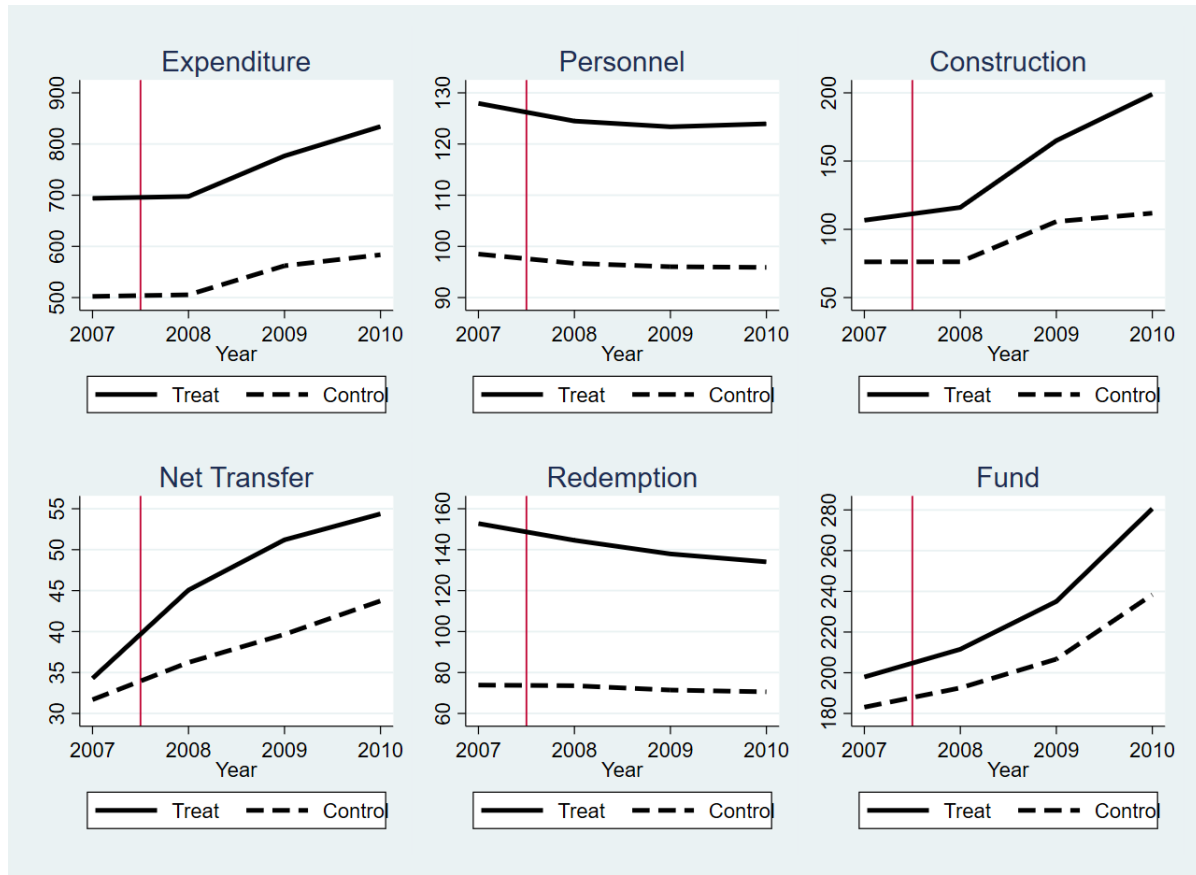 Expenditure
900
800
700
600
500
2007 2008 2009 2010
Year
Treat Control
Personnel
130
120
110
100
90
2007 2008 2009 2010
Year
Treat Control
Construction
200
150
100
50
2007 2008 2009 2010
Year
Treat Control
Net Transfer
55
50
45
40
35
30
2007 2008 2009 2010
Year
Treat Control
Redemption
160
140
120
100
80
60
2007 2008 2009 2010
Year
Treat Control
Fund
280
260
240
220
200
180
2007 2008 2009 2010
Year
Treat Control